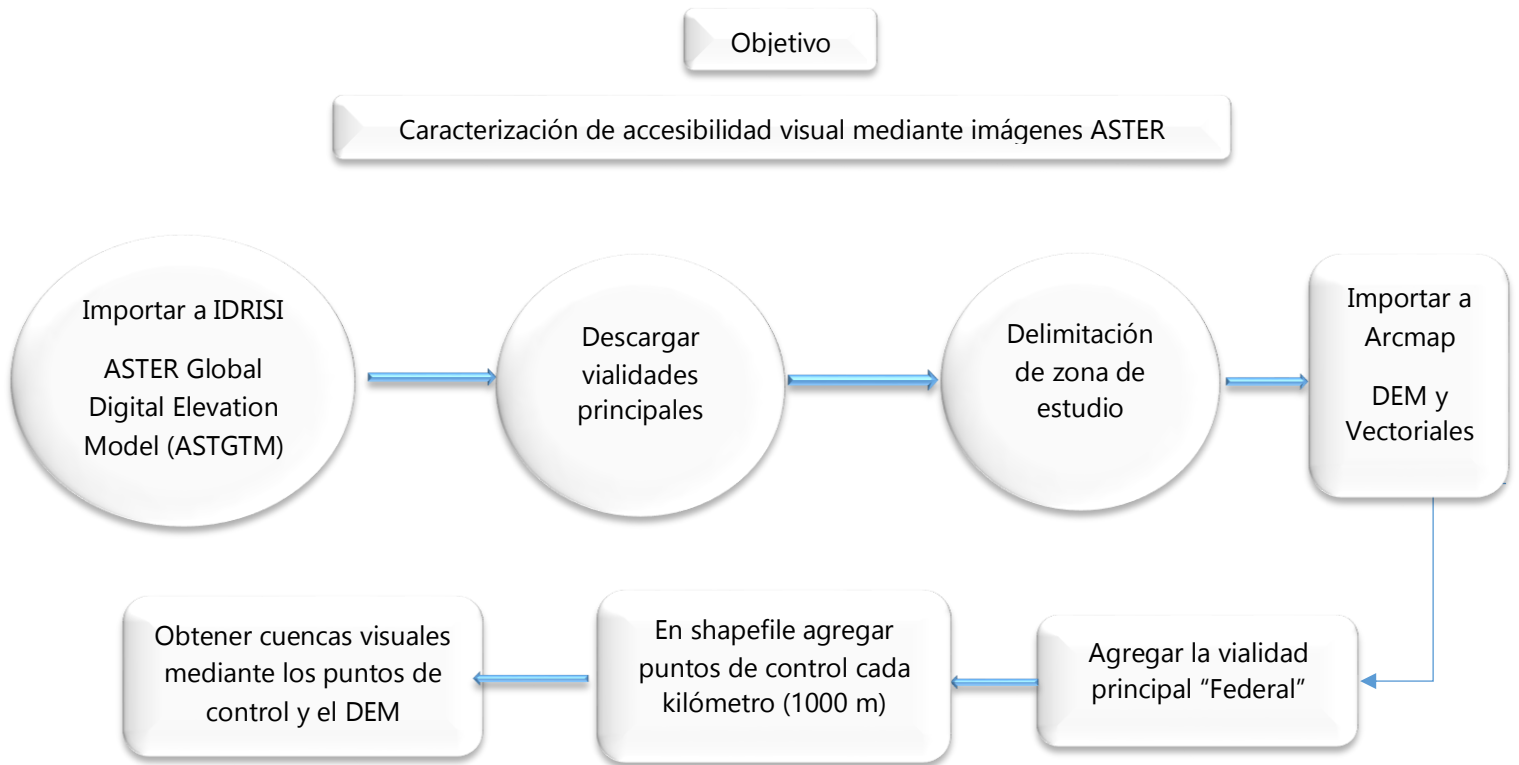 Objetivo
Caracterización de accesibilidad visual mediante imágenes ASTER
Importar a IDRISI
ASTER Global
Digital Elevation
Model (ASTGTM)
Descargar
vialidades
principales
Delimitación
de zona de
estudio
Importar a
Arcmap
DEM y
Vectoriales
Agregar la vialidad
principal “Federal”
En shapefile agregar
puntos de control cada
kilómetro (1000 m)
Obtener cuencas visuales
mediante los puntos de
control y el DEM